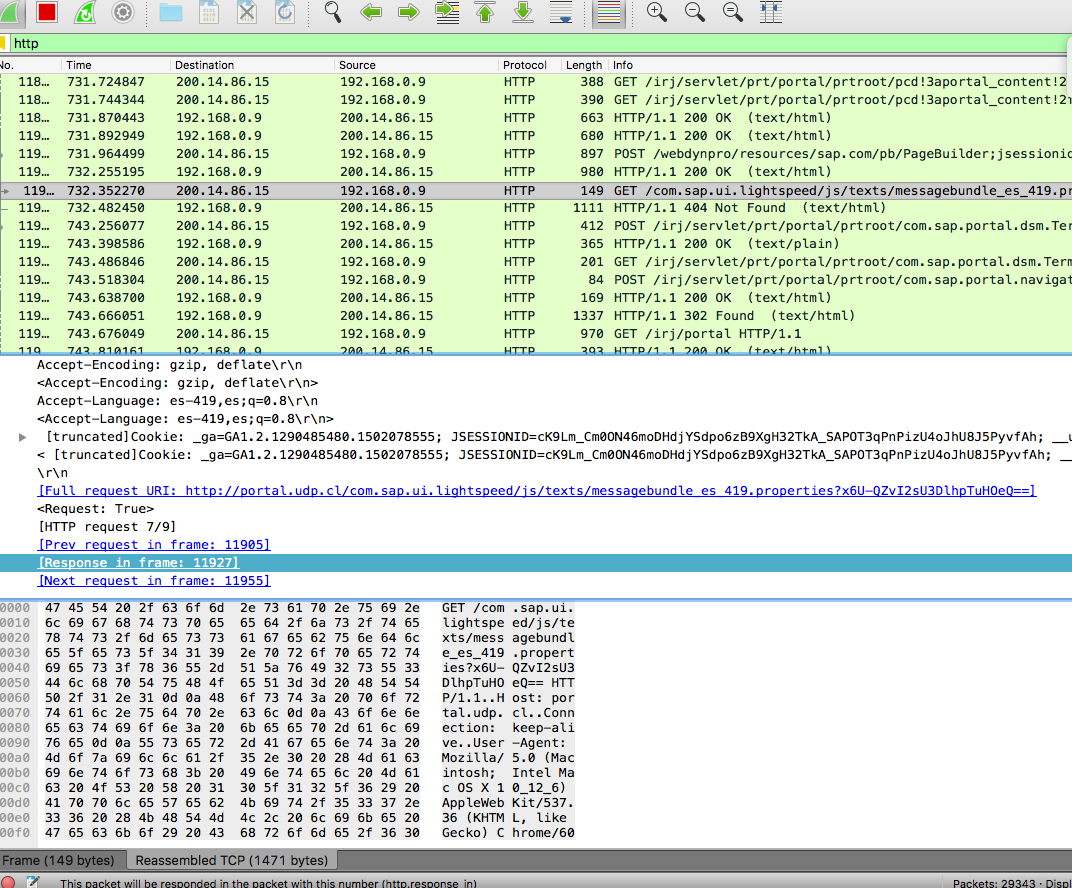 http
No. Time Destination Source Protocol Length Info
118… 731.724847 200.14.86.15 192.168.0.9 HTTP 388 GET /irj/servlet/prt/portal/prtroot/pcd!3aportal_content!2
118… 731.744344 200.14.86.15 192.168.0.9 HTTP 390 GET /irj/servlet/prt/portal/prtroot/pcd!3aportal_content!2
119… 731.870443 192.168.0.9 200.14.86.15 HTTP 663 HTTP/1.1 200 OK (text/html)
119… 731.892949 192.168.0.9 200.14.86.15 HTTP 680 HTTP/1.1 200 OK (text/html)
119… 731.964499 200.14.86.15 192.168.0.9 HTTP 897 POST /webdynpro/resources/sap.com/pb/PageBuilder;jsessionid
119… 732.255195 192.168.0.9 200.14.86.15 HTTP 980 HTTP/1.1 200 OK (text/html)
119… 732.352270 200.14.86.15 192.168.0.9 HTTP 149 GET /com.sap.ui.lightspeed/js/texts/messagebundle_es_419.pr
119… 732.482450 192.168.0.9 200.14.86.15 HTTP 1111 HTTP/1.1 404 Not Found (text/html)
119… 743.256077 200.14.86.15 192.168.0.9 HTTP 412 POST /irj/servlet/prt/portal/prtroot/com.sap.portal.dsm.Ter
119… 743.398586 192.168.0.9 200.14.86.15 HTTP 365 HTTP/1.1 200 OK (text/plain)
119… 743.486846 200.14.86.15 192.168.0.9 HTTP 201 GET /irj/servlet/prt/portal/prtroot/com.sap.portal.dsm.Term
119… 743.518304 200.14.86.15 192.168.0.9 HTTP 84 POST /irj/servlet/prt/portal/prtroot/com.sap.portal.navigat
119… 743.638700 192.168.0.9 200.14.86.15 HTTP 169 HTTP/1.1 200 OK (text/html)
119… 743.666051 192.168.0.9 200.14.86.15 HTTP 1337 HTTP/1.1 302 Found (text/html)
119… 743.676049 200.14.86.15 192.168.0.9 HTTP 970 GET /irj/portal HTTP/1.1
119… 743.810161 192.168.0.9 200.14.86.15 HTTP 393 HTTP/1.1 200 OK (text/html)
Accept-Encoding: gzip, deflate\r\n
<Accept-Encoding: gzip, deflate\r\n>
Accept-Language: es-419,es;q=0.8\r\n
<Accept-Language: es-419,es;q=0.8\r\n>
[truncated]Cookie: _ga=GA1.2.1290485480.1502078555; JSESSIONID=cK9Lm_Cm0ON46moDHdjYSdpo6zB9XgH32TkA_SAPOT3qPnPizU4oJhU8J5PyvfAh; __u
< [truncated]Cookie: _ga=GA1.2.1290485480.1502078555; JSESSIONID=cK9Lm_Cm0ON46moDHdjYSdpo6zB9XgH32TkA_SAPOT3qPnPizU4oJhU8J5PyvfAh; _
\r\n
[Full request URI: http://portal.udp.cl/com.sap.ui.lightspeed/js/texts/messagebundle_es_419.properties?x6U-QZvI2sU3DlhpTuHOeQ==]
<Request: True>
[HTTP request 7/9]
[Prev request in frame: 11905]
[Response in frame: 11927]
[Next request in frame: 11955]
0000 47 45 54 20 2f 63 6f 6d 2e 73 61 70 2e 75 69 2e GET /com .sap.ui.
0010 6c 69 67 68 74 73 70 65 65 64 2f 6a 73 2f 74 65 lightspe ed/js/te
0020 78 74 73 2f 6d 65 73 73 61 67 65 62 75 6e 64 6c xts/mess agebundl
0030 65 5f 65 73 5f 34 31 39 2e 70 72 6f 70 65 72 74 e_es_419 .propert
0040 69 65 73 3f 78 36 55 2d 51 5a 76 49 32 73 55 33 ies?x6U- QZvI2sU3
0050 44 6c 68 70 54 75 48 4f 65 51 3d 3d 20 48 54 54 DlhpTuHO eQ== HTT
0060 50 2f 31 2e 31 0d 0a 48 6f 73 74 3a 20 70 6f 72 P/1.1..H ost: por
0070 74 61 6c 2e 75 64 70 2e 63 6c 0d 0a 43 6f 6e 6e tal.udp. cl..Conn
0080 65 63 74 69 6f 6e 3a 20 6b 65 65 70 2d 61 6c 69 ection: keep-ali
0090 76 65 0d 0a 55 73 65 72 2d 41 67 65 6e 74 3a 20 ve..User -Agent:
00a0 4d 6f 7a 69 6c 6c 61 2f 35 2e 30 20 28 4d 61 63 Mozilla/ 5.0 (Mac
00b0 69 6e 74 6f 73 68 3b 20 49 6e 74 65 6c 20 4d 61 intosh; Intel Ma
00c0 63 20 4f 53 20 58 20 31 30 5f 31 32 5f 36 29 20 c OS X 1 0_12_6)
00d0 41 70 70 6c 65 57 65 62 4b 69 74 2f 35 33 37 2e AppleWeb Kit/537.
00e0 33 36 20 28 4b 48 54 4d 4c 2c 20 6c 69 6b 65 20 36 (KHTM L, like
00f0 47 65 63 6b 6f 29 20 43 68 72 6f 6d 65 2f 36 30 Gecko) C hrome/60
Frame (149 bytes) Reassembled TCP (1471 bytes)
This packet will be responded in the packet with this number (http.response_in) Packets: 29343 · Displ